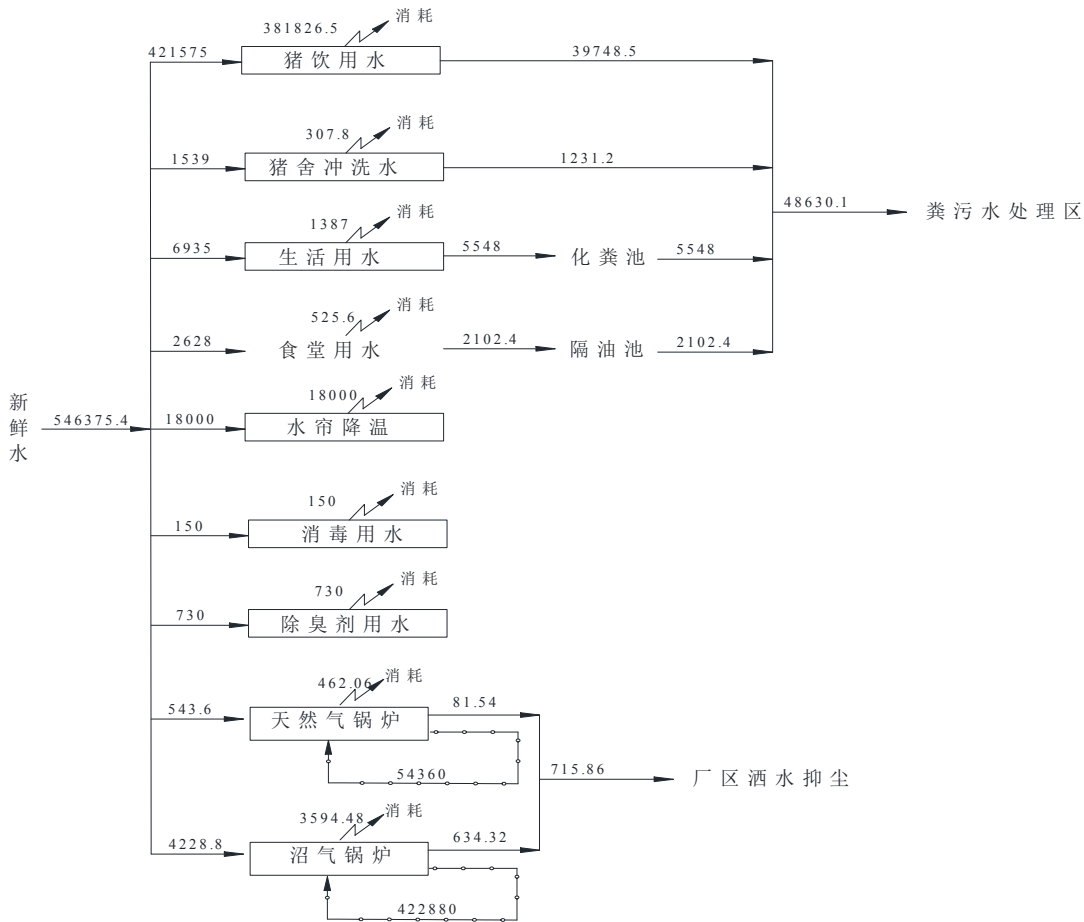 381826.5
消耗
421575
猪饮用水
39748.5
307.8
消耗
1539
猪舍冲洗水
1231.2
48630.1
粪污水处理区
1387
消耗
6935
生活用水
5548
化粪池
5548
525.6
消耗
2628
食堂用水
2102.4
隔油池
2102.4
新鲜水
546375.4
18000
消耗
18000
水帘降温
150
消耗
150
消毒用水
730
消耗
730
除臭剂用水
462.06
消耗
543.6
天然气锅炉
81.54
54360
715.86
厂区洒水抑尘
3594.48
消耗
4228.8
沼气锅炉
634.32
422880